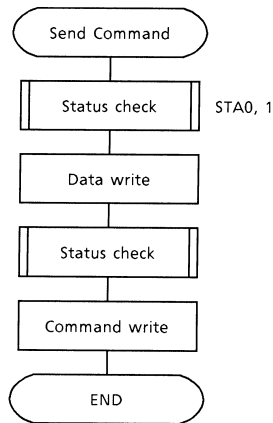 Send Command
Status check STA0, 1
Data write
Status check
Command write
END